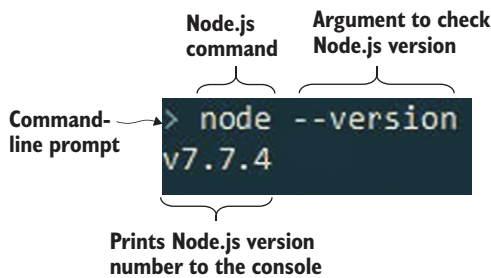 Node.js
command
Argument to check
Node.js version
Command-
line prompt
> node --version
v7.7.4
Prints Node.js version
number to the console